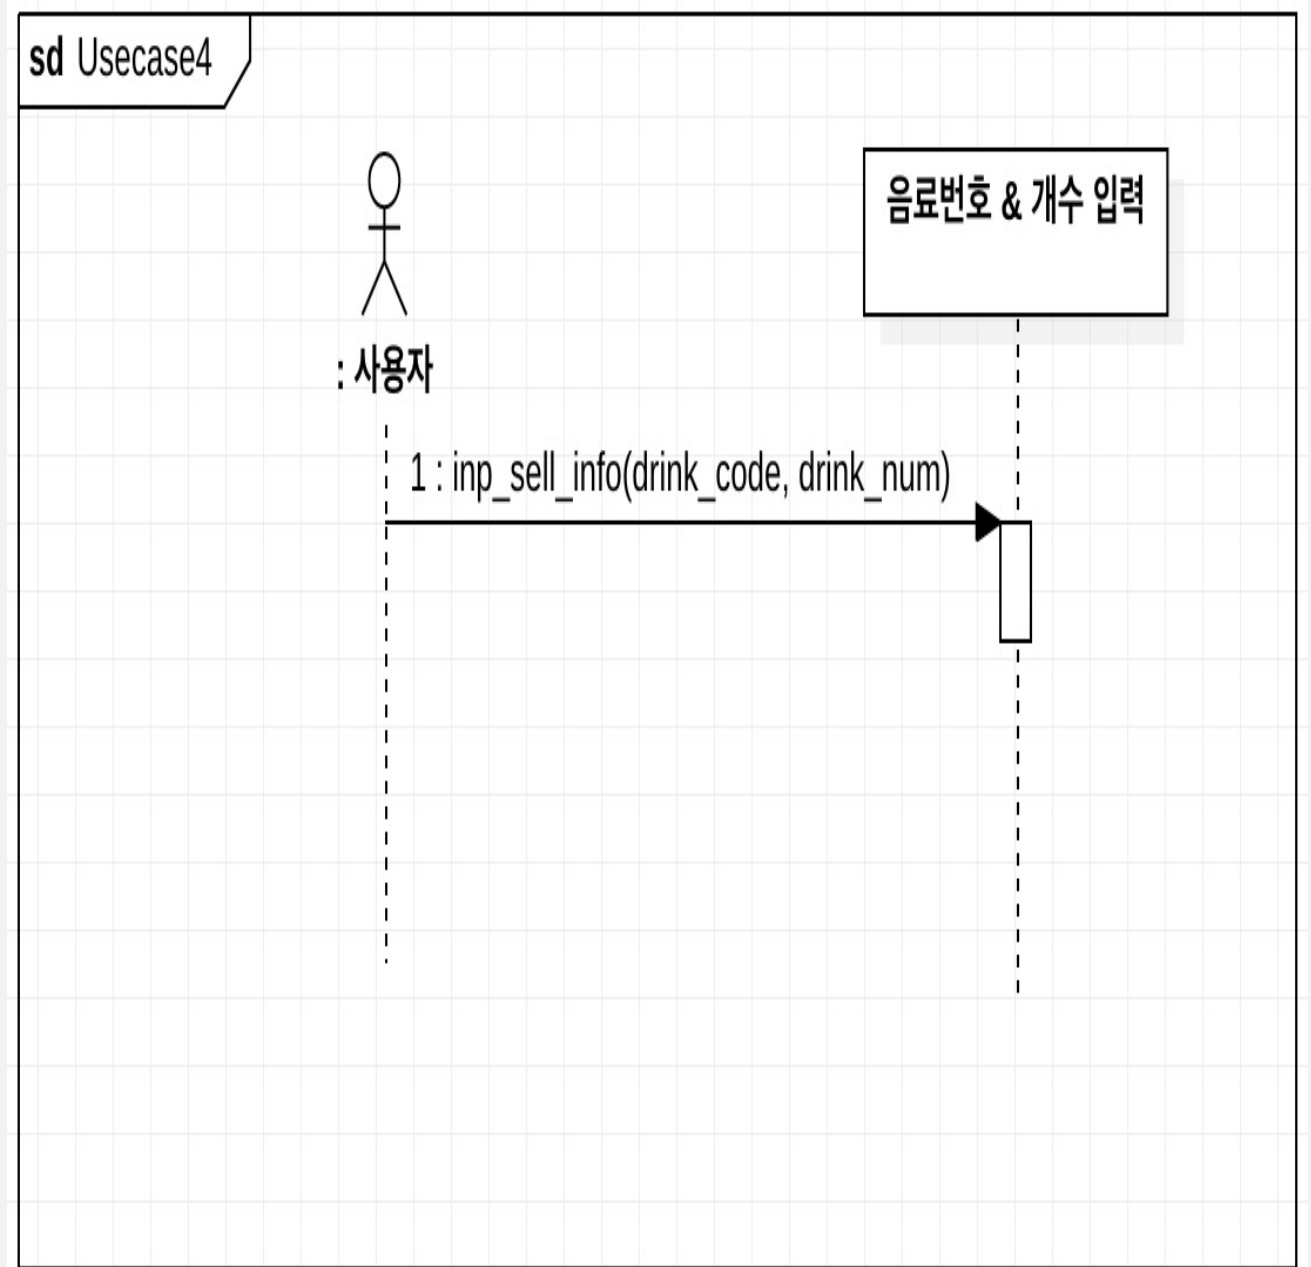 sd Usecase4
음료번호 & 개수 입력
: 사용자
1 : inp_sell_info(drink_code, drink_num)